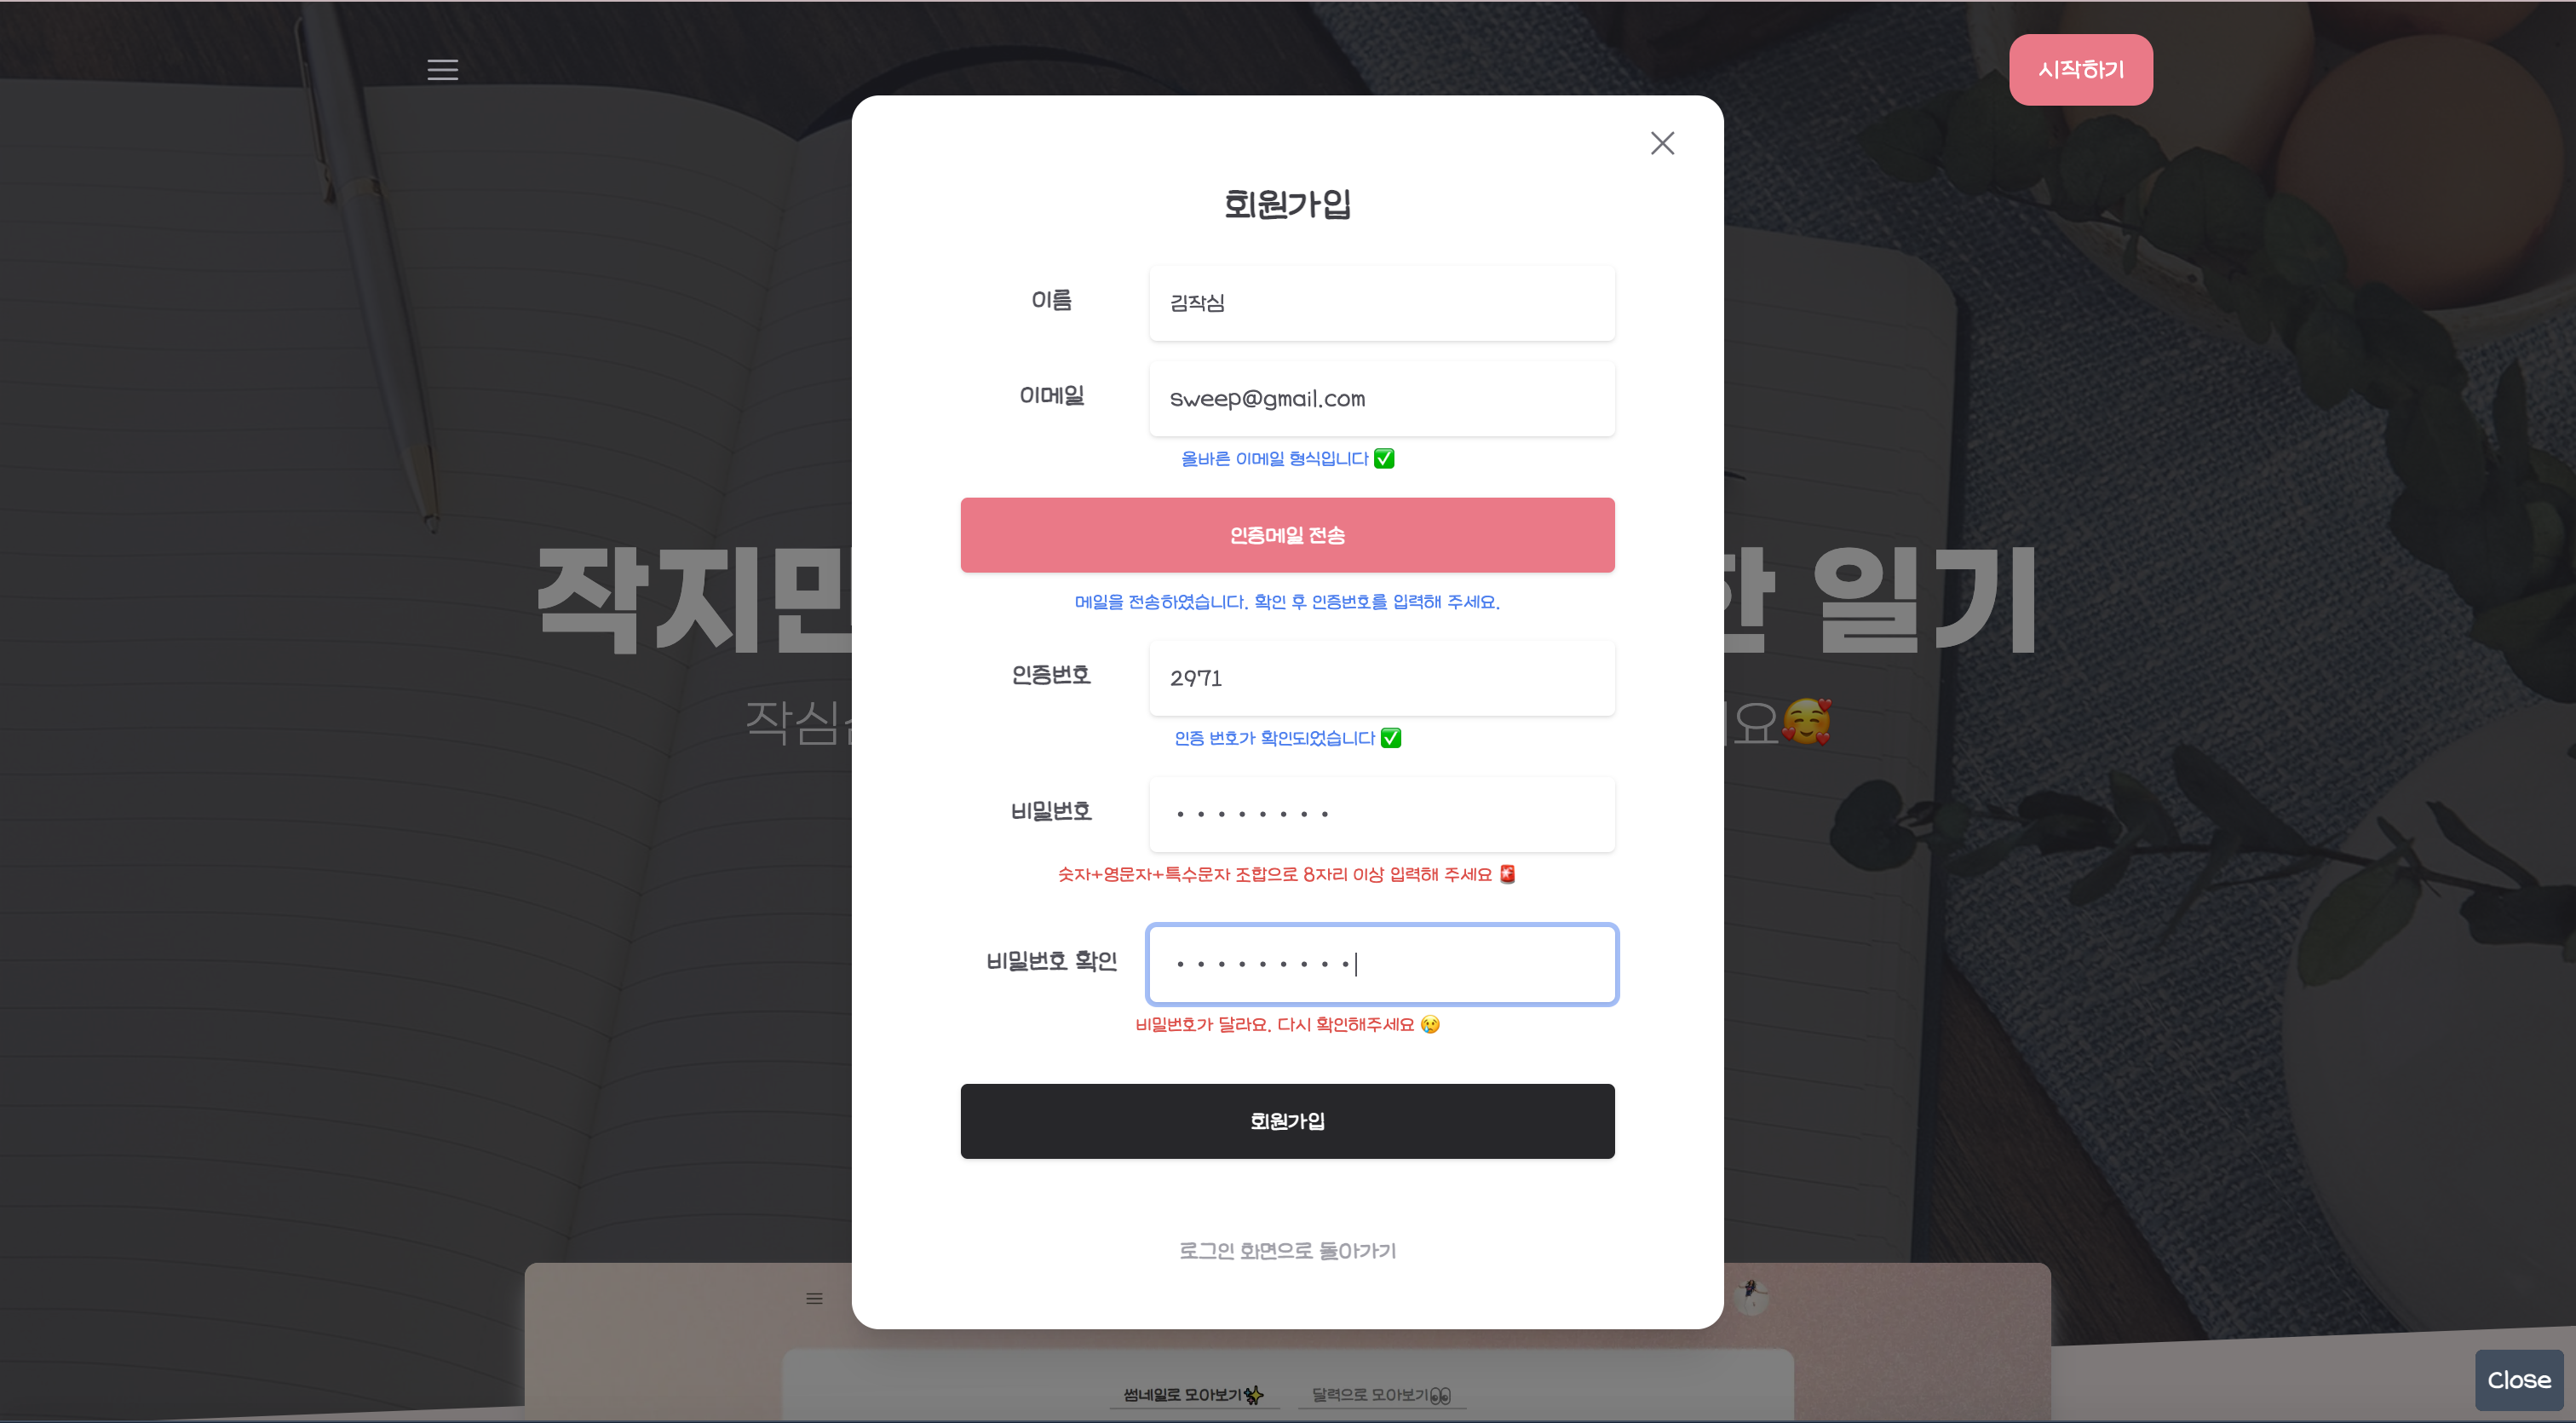 시작하기
회원가입
이름
김작심
이메일
sweep@gmail.com
올바른 이메일 형식입니다 ✅
인증메일 전송
메일을 전송하였습니다. 확인 후 인증번호를 입력해 주세요.
작지만 한 일기
인증번호
2971
작심 요🥰
인증 번호가 확인되었습니다 ✅
비밀번호
숫자+영문자+특수문자 조합으로 8자리 이상 입력해 주세요 🚨
비밀번호 확인
비밀번호가 달라요. 다시 확인해주세요 😢
회원가입
로그인 화면으로 돌아가기
썸네일로 모아보기✨ 달력으로 모아보기👀
Close